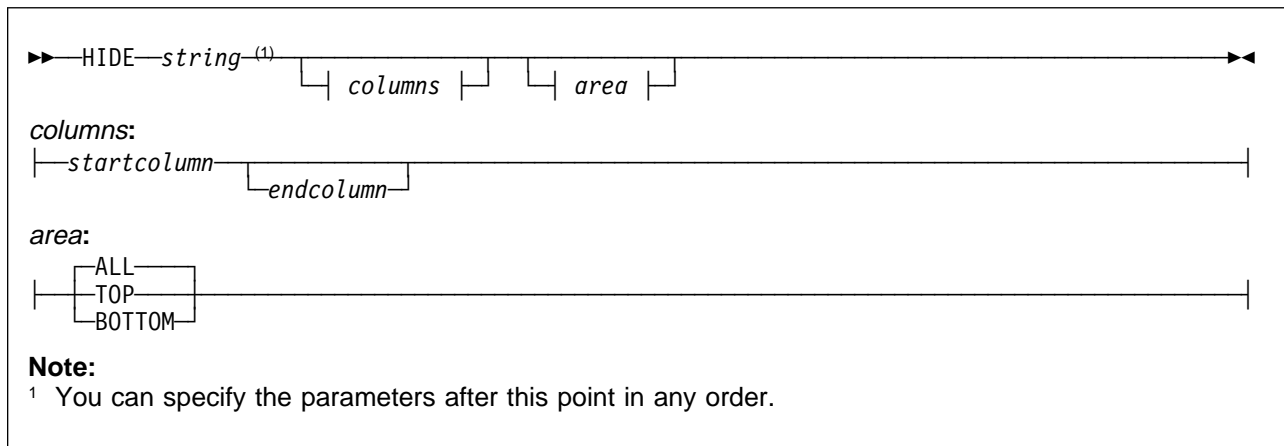 ►►──HIDE──string─(1)─┬─────────────┬─┬──────────┬─►◄
└─┤ columns ├─┘ └─┤ area ├─┘
columns:
├──startcolumn──┬───────────┬──┤
└─endcolumn─┘
area:
┌─ALL────┐
├──┼─TOP────┼──┤
└─BOTTOM─┘
Note:
1 You can specify the parameters after this point in any order.